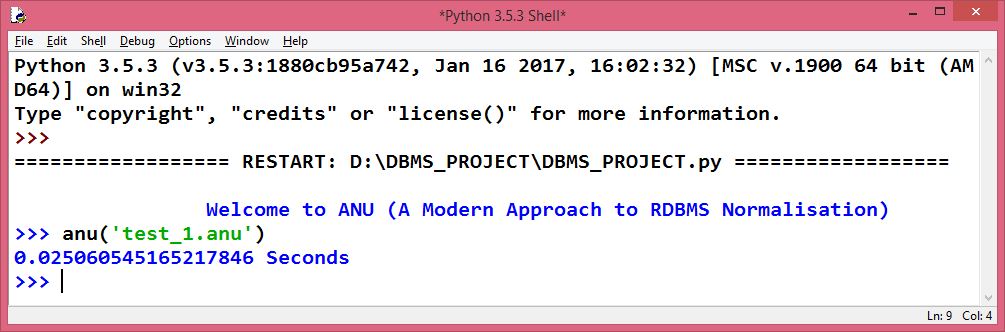 *Python 3.5.3 Shell*
File Edit Shell Debug Options Window Help
Python 3.5.3 (v3.5.3:1880cb95a742, Jan 16 2017, 16:02:32) [MSC v.1900 64 bit (AM
D64)] on win32
Type "copyright", "credits" or "license()" for more information.
>>>
================== RESTART: D:\DBMS_PROJECT\DBMS_PROJECT.py ==================
Welcome to ANU (A Modern Approach to RDBMS Normalisation)
>>> anu('test_1.anu')
0.025060545165217846 Seconds
>>>
Ln: 9 Col: 4